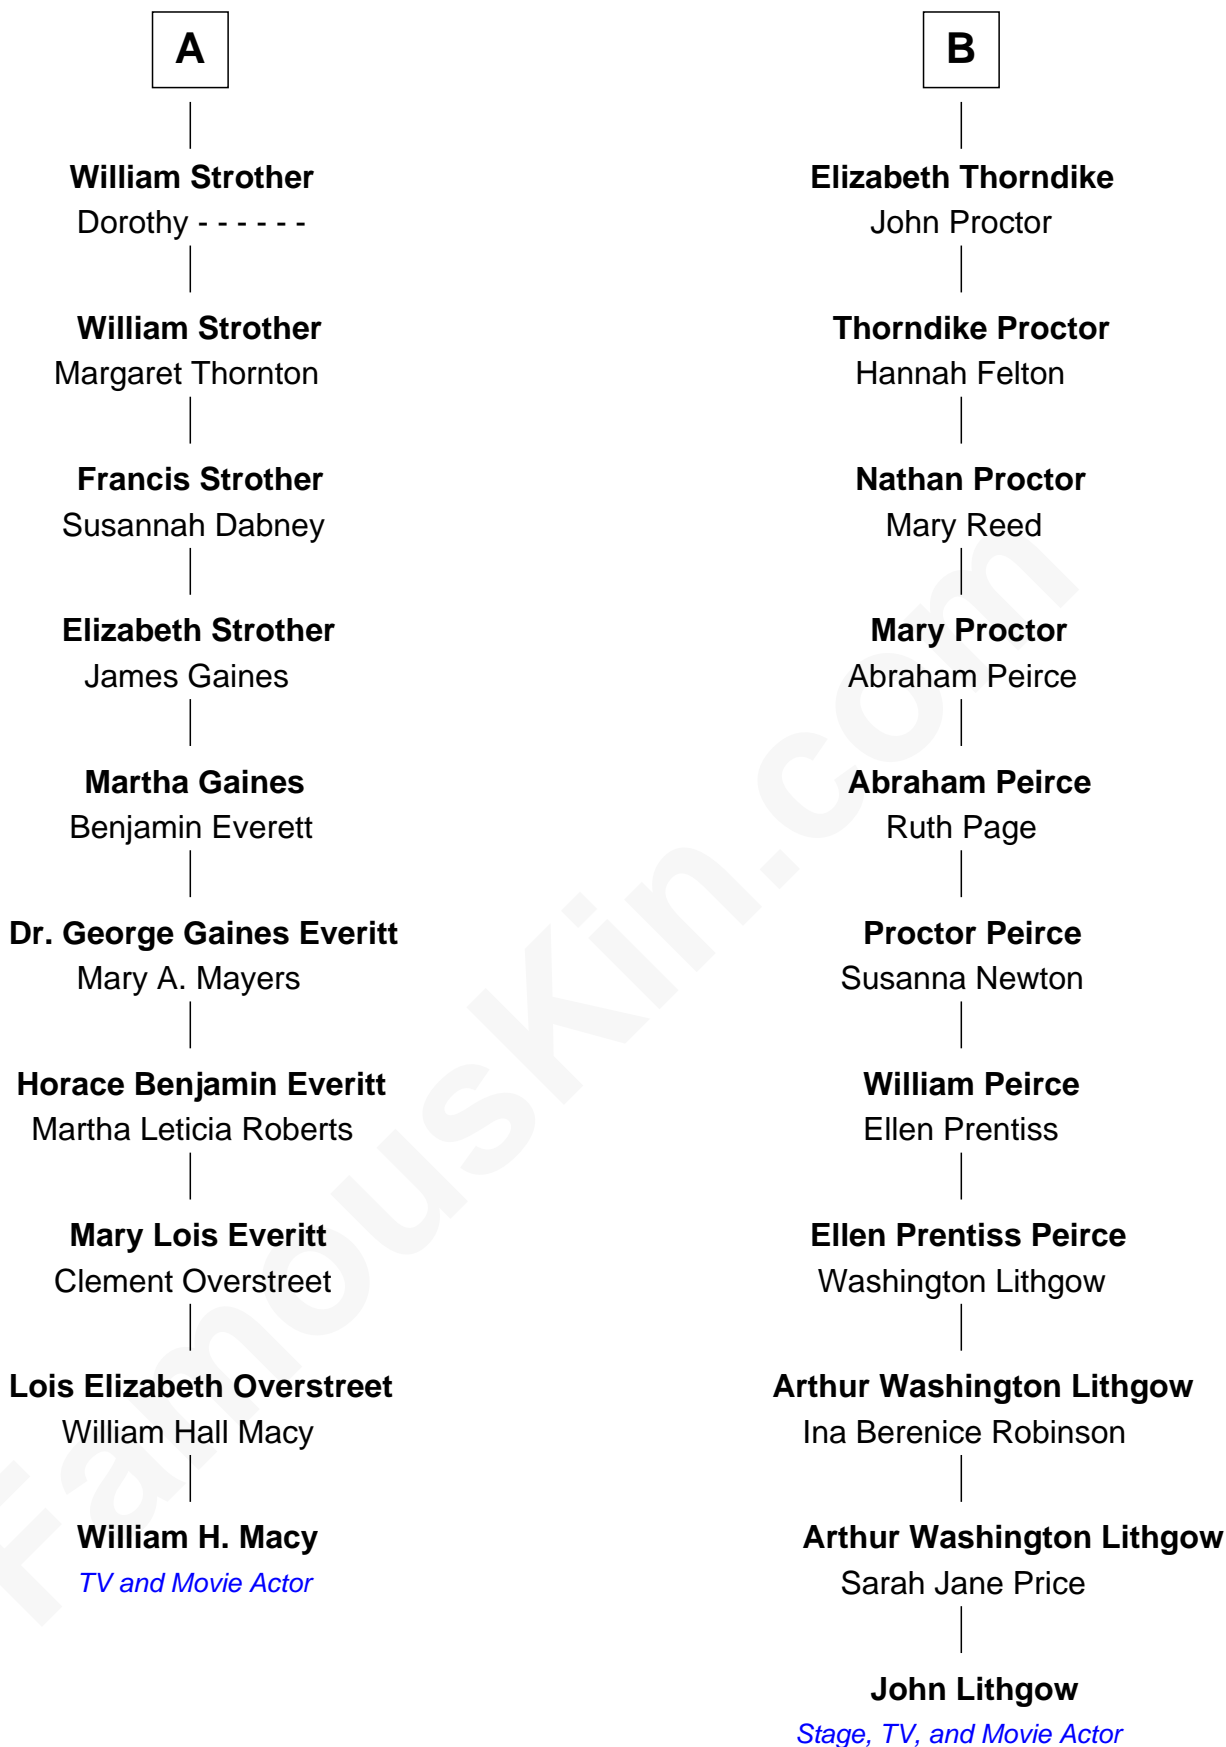 A
William Strother
Dorothy - - - - - -
William Strother
Margaret Thornton
Francis Strother
Susannah Dabney
Elizabeth Strother
James Gaines
Martha Gaines
Benjamin Everett
Dr. George Gaines Everitt
Mary A. Mayers
Horace Benjamin Everitt
Martha Leticia Roberts
Mary Lois Everitt
Clement Overstreet
Lois Elizabeth Overstreet
William Hall Macy
William H. Macy
TV and Movie Actor
B
Elizabeth Thorndike
John Proctor
Thorndike Proctor
Hannah Felton
Nathan Proctor
Mary Reed
Mary Proctor
Abraham Peirce
Abraham Peirce
Ruth Page
Proctor Peirce
Susanna Newton
William Peirce
Ellen Prentiss
Ellen Prentiss Peirce
Washington Lithgow
Arthur Washington Lithgow
Ina Berenice Robinson
Arthur Washington Lithgow
Sarah Jane Price
John Lithgow
Stage, TV, and Movie Actor
FamousKin.com